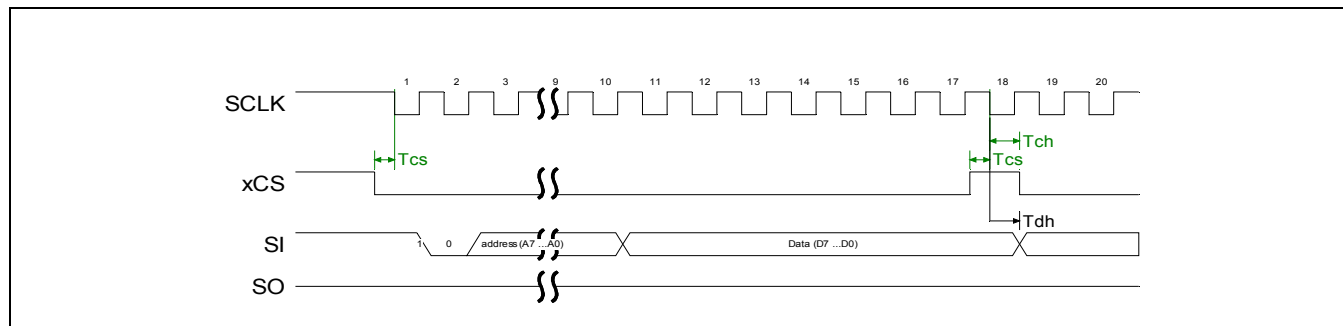 1 2 3 9 10 11 12 13 14 15 16 17 18 19 20
SCLK
Tch
Tcs Tcs
xCS
Tdh
SI 1 0 address (A7 ...A0) Data (D7 ...D0)
SO